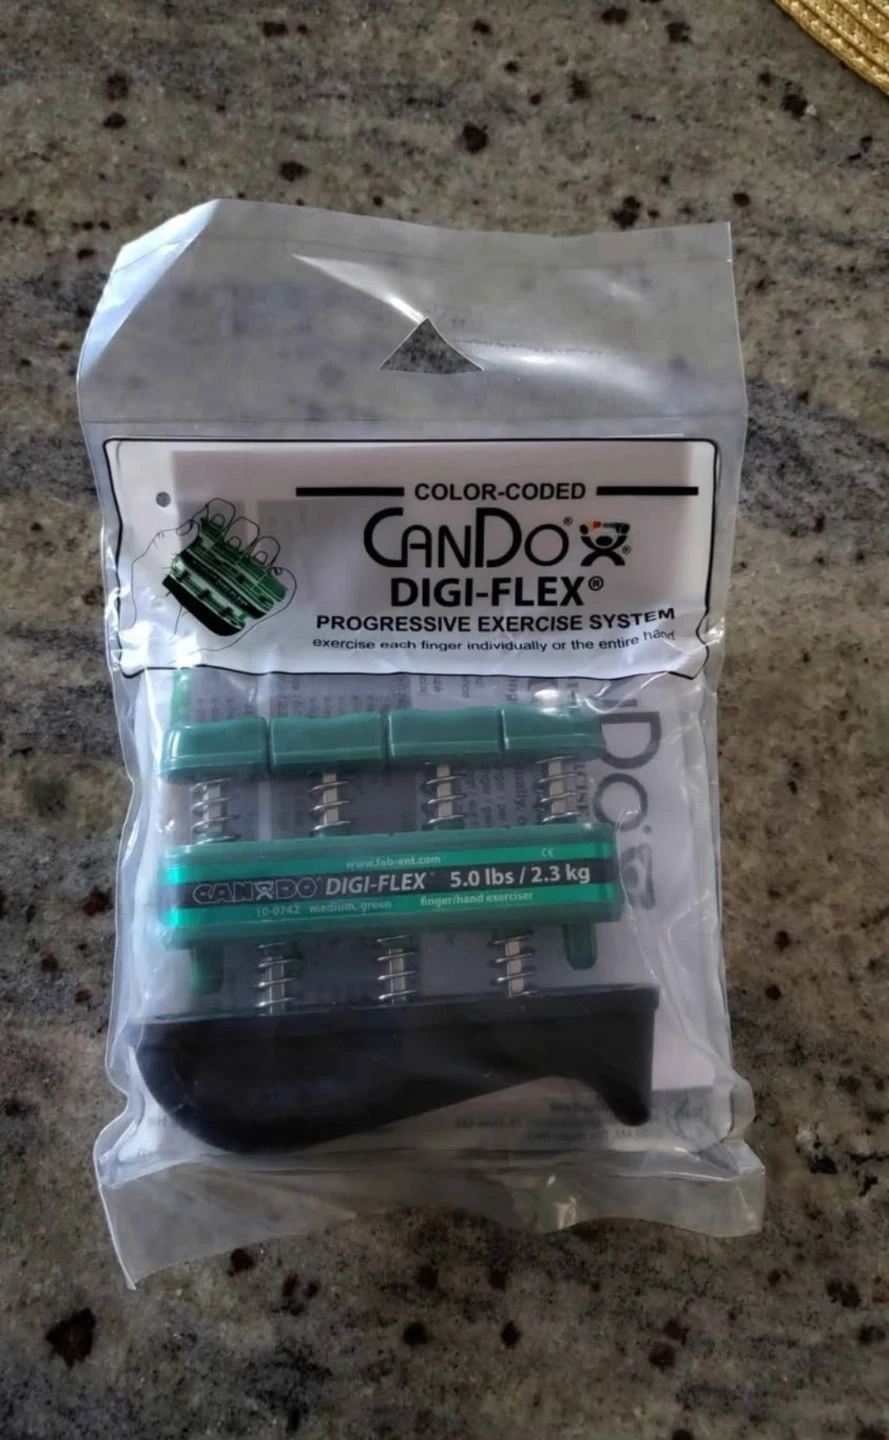 COLOR-CODED
CANDO®
DIGI-FLEX®
PROGRESSIVE EXERCISE SYSTEM
exercise each finger individually or the entire hand
www.fab-ent.com CE
CANDO® DIGI-FLEX® 5.0 lbs / 2.3 kg
10-0742 medium, green finger/hand exerciser